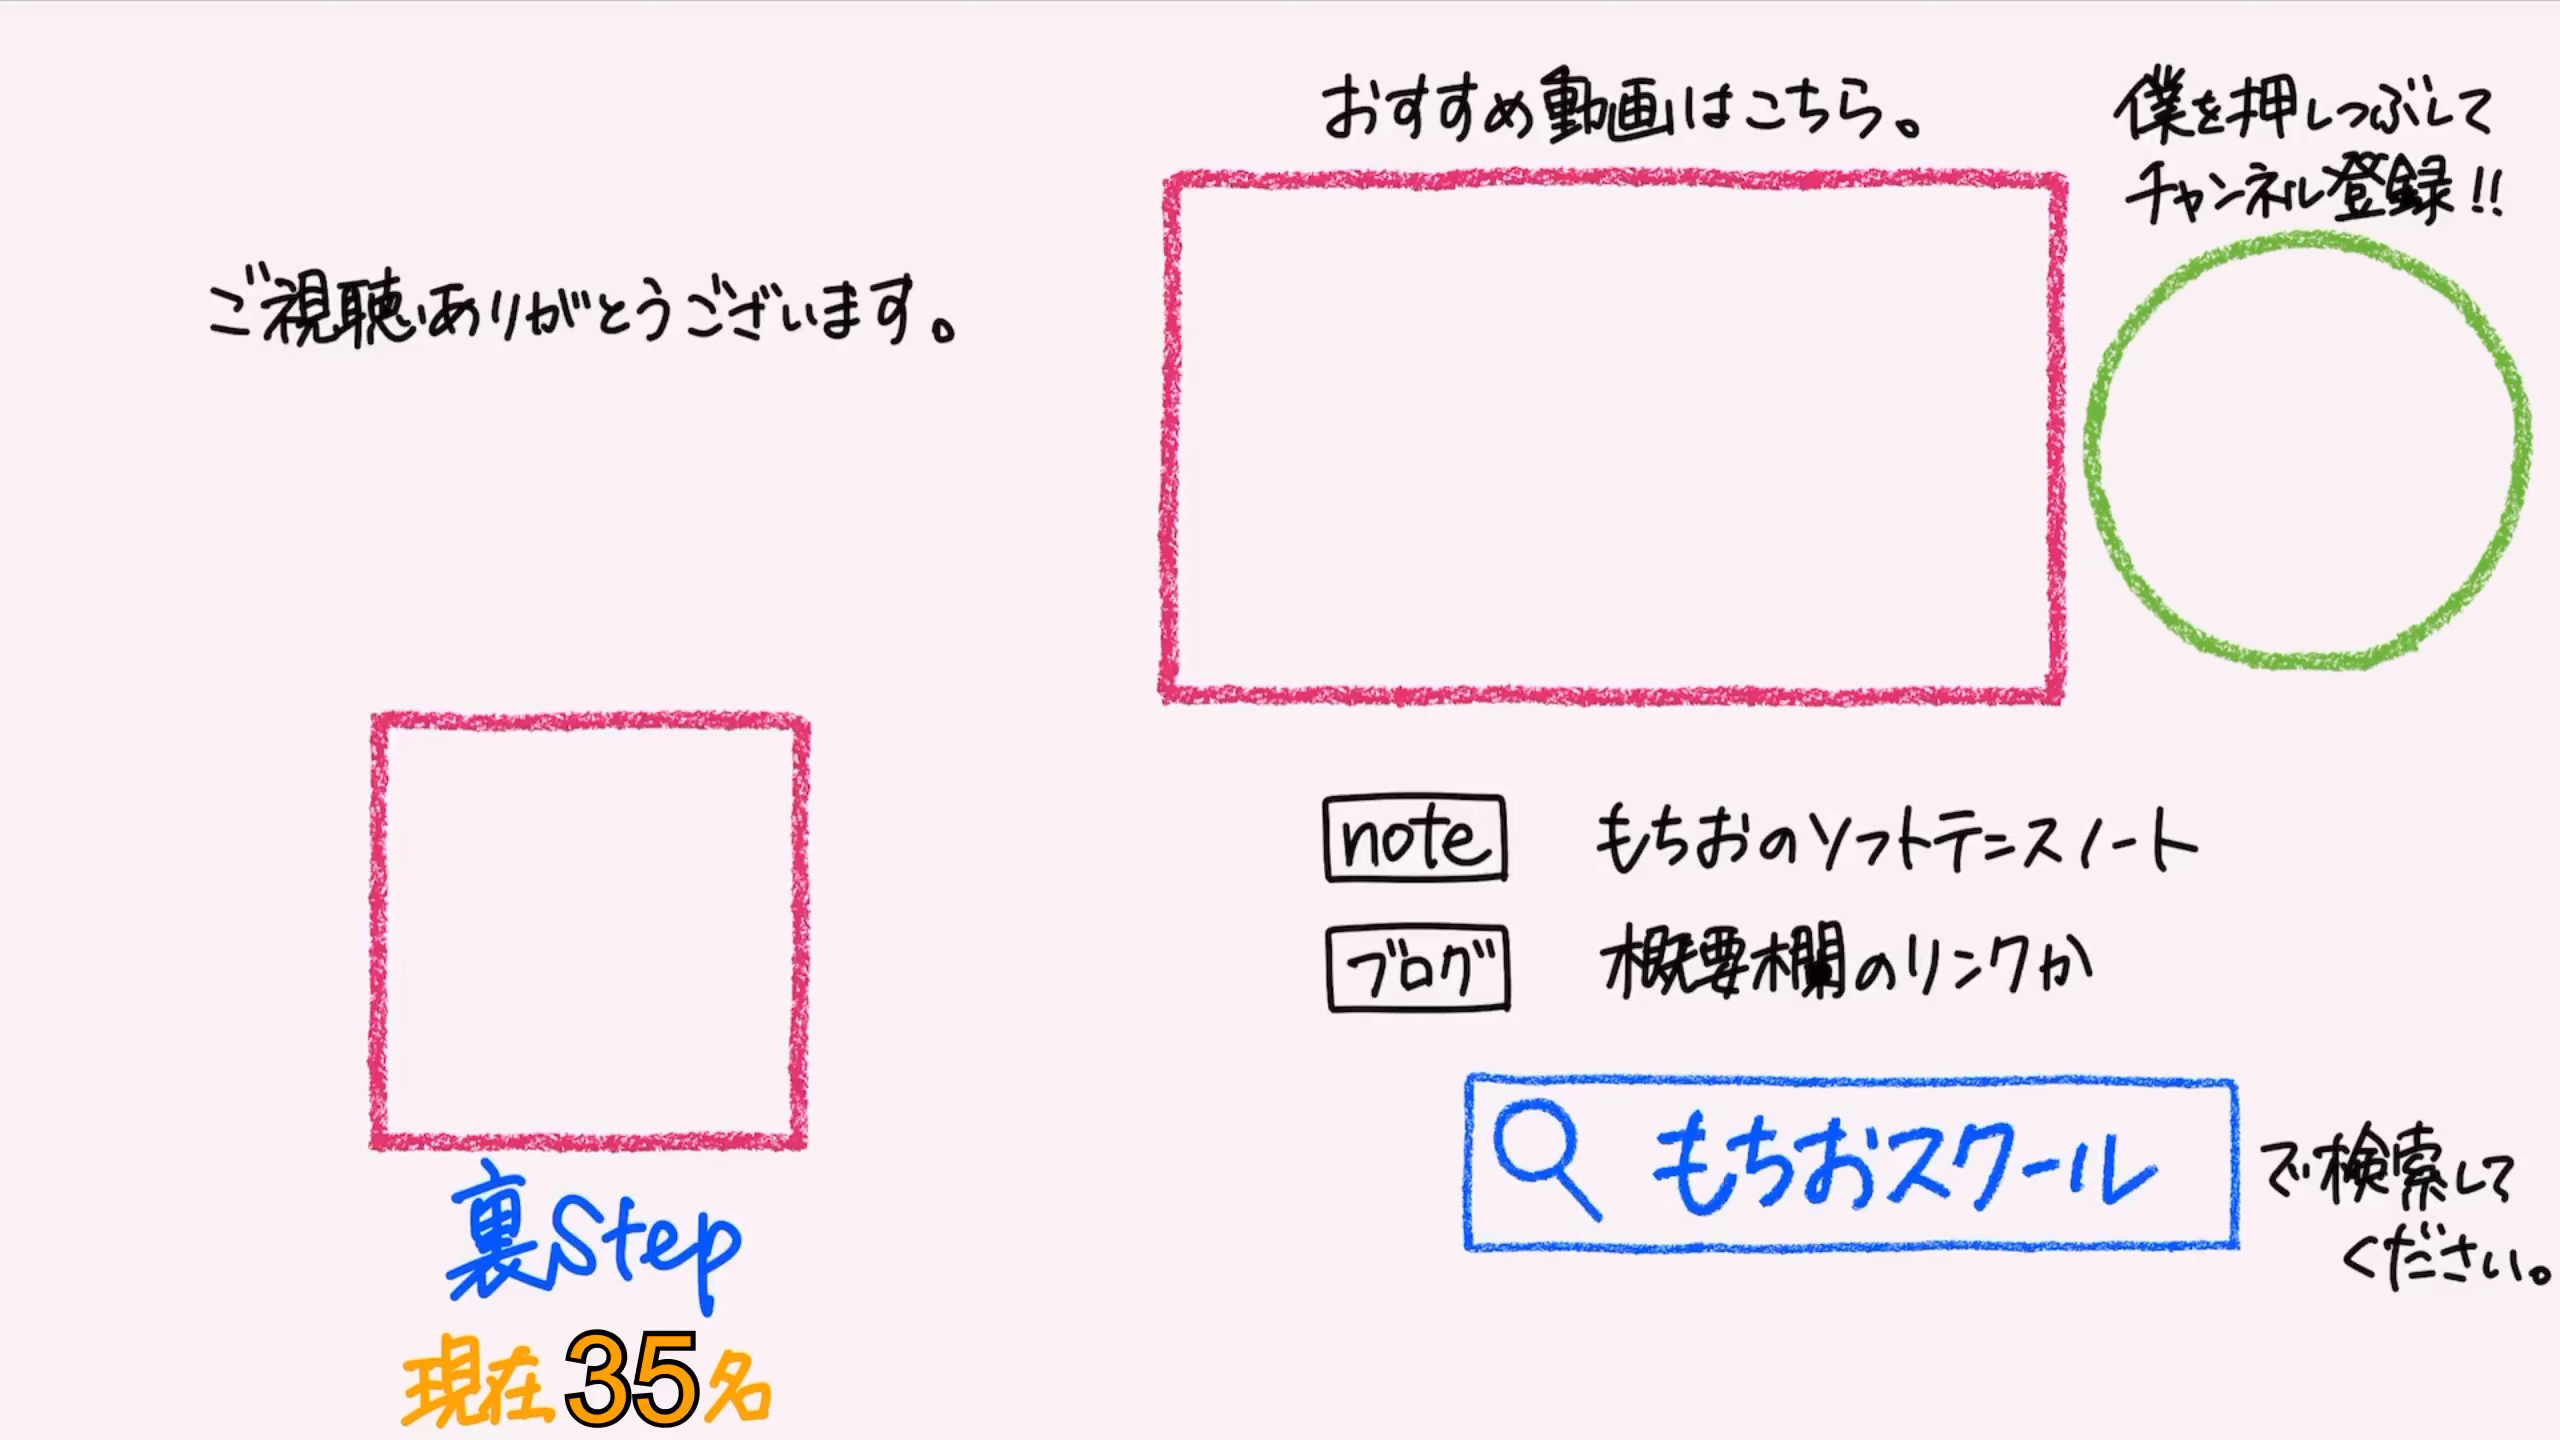 ご視聴ありがとうございます。
おすすめ動画はこちら。
僕を押しつぶして
チャンネル登録!!
note もちおのソフトテニスノート
ブログ 概要欄のリンクか
もちおスクール で検索して
ください。
裏Step
現在35名